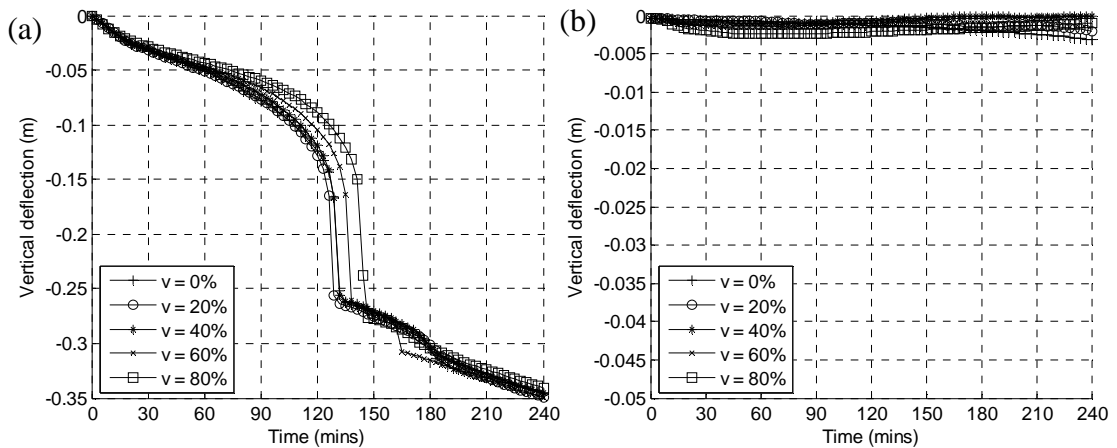 (a)
Vertical deflection (m)
0
-0.05
-0.1
-0.15
-0.2
-0.25
-0.3
-0.35
0 30 60 90 120 150 180 210 240
Time (mins)
v = 0%
v = 20%
v = 40%
v = 60%
v = 80%
(b)
Vertical deflection (m)
0
-0.005
-0.01
-0.015
-0.02
-0.025
-0.03
-0.035
-0.04
-0.045
-0.05
0 30 60 90 120 150 180 210 240
Time (mins)
v = 0%
v = 20%
v = 40%
v = 60%
v = 80%